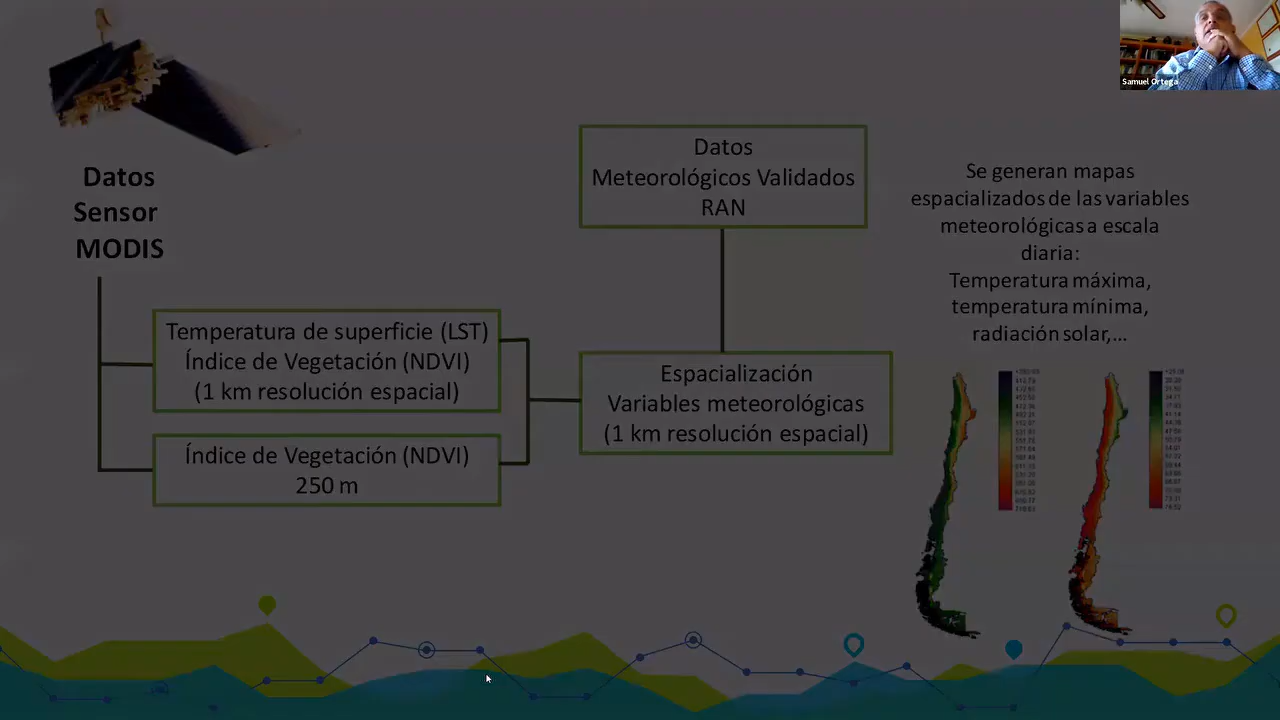 Samuel Ortega
Datos
Sensor
MODIS
Temperatura de superficie (LST)
Índice de Vegetación (NDVI)
(1 km resolución espacial)
Índice de Vegetación (NDVI)
250 m
Datos
Meteorológicos Validados
RAN
Espacialización
Variables meteorológicas
(1 km resolución espacial)
Se generan mapas
espacializados de las variables
meteorológicas a escala
diaria:
Temperatura máxima,
temperatura mínima,
radiación solar,...